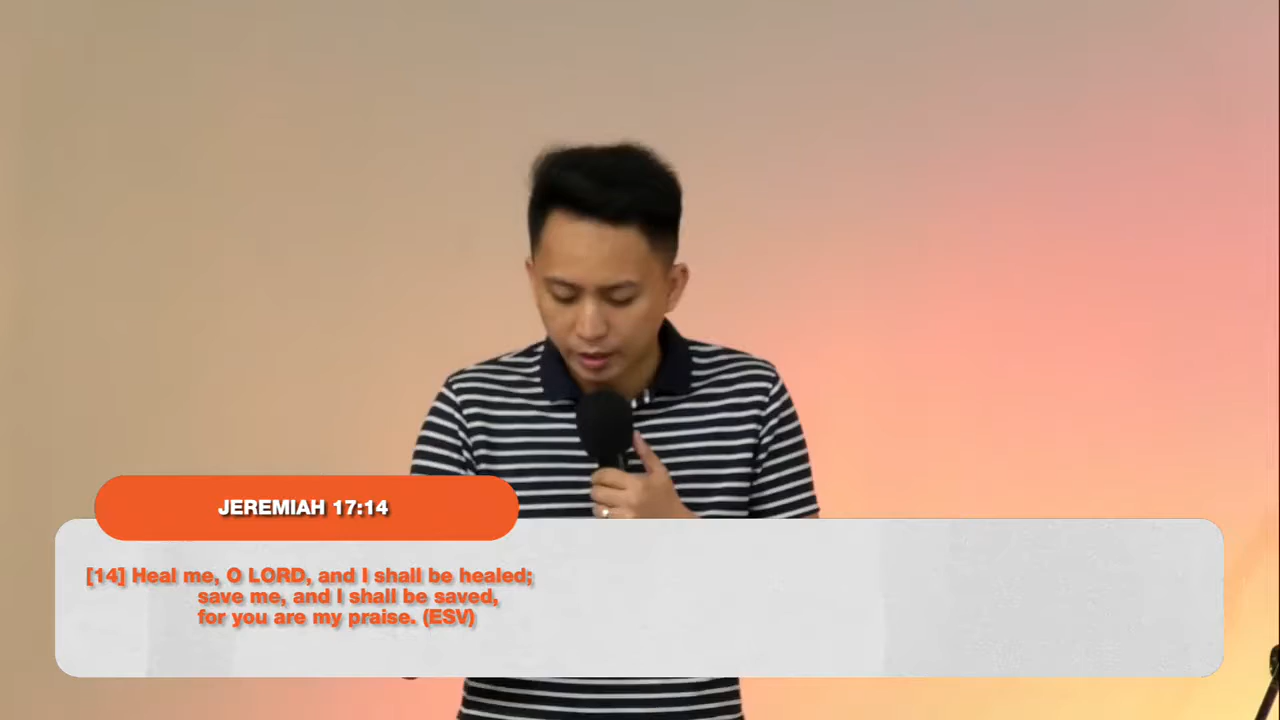 JEREMIAH 17:14
[14] Heal me, O LORD, and I shall be healed;
save me, and I shall be saved,
for you are my praise. (ESV)